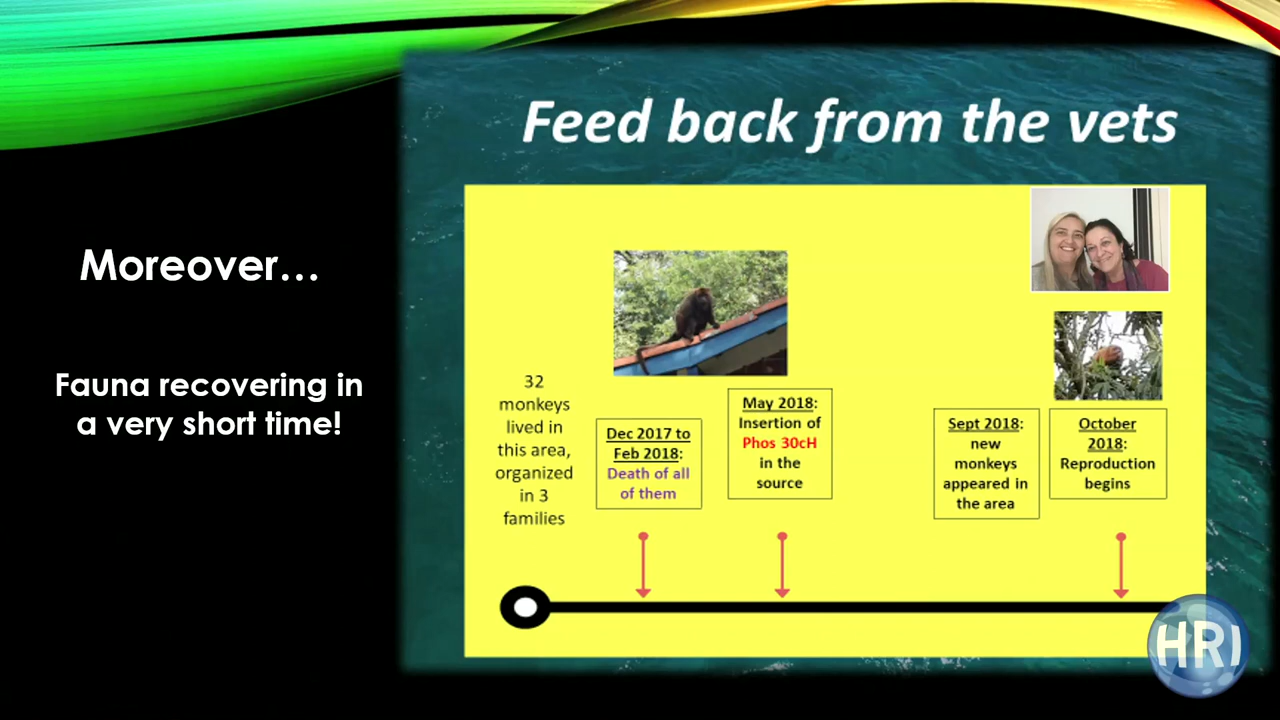 Feed back from the vets
Moreover...
Fauna recovering in
a very short time!
32
monkeys
lived in
this area,
organized
in 3
families
Dec 2017 to
Feb 2018:
Death of all
of them
May 2018:
Insertion of
Phos 30cH
in the
source
Sept 2018:
new
monkeys
appeared in
the area
October
2018:
Reproduction
begins
HRI